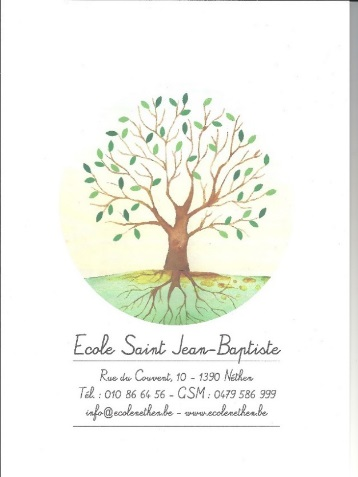 Ecole Saint Jean-Baptiste
Rue du Couvent, 10 - 1390 Néthen
Tél. : 010 86 64 56 - GSM : 0479 586 999
info@ecolenethen.be - www.ecolenethen.be